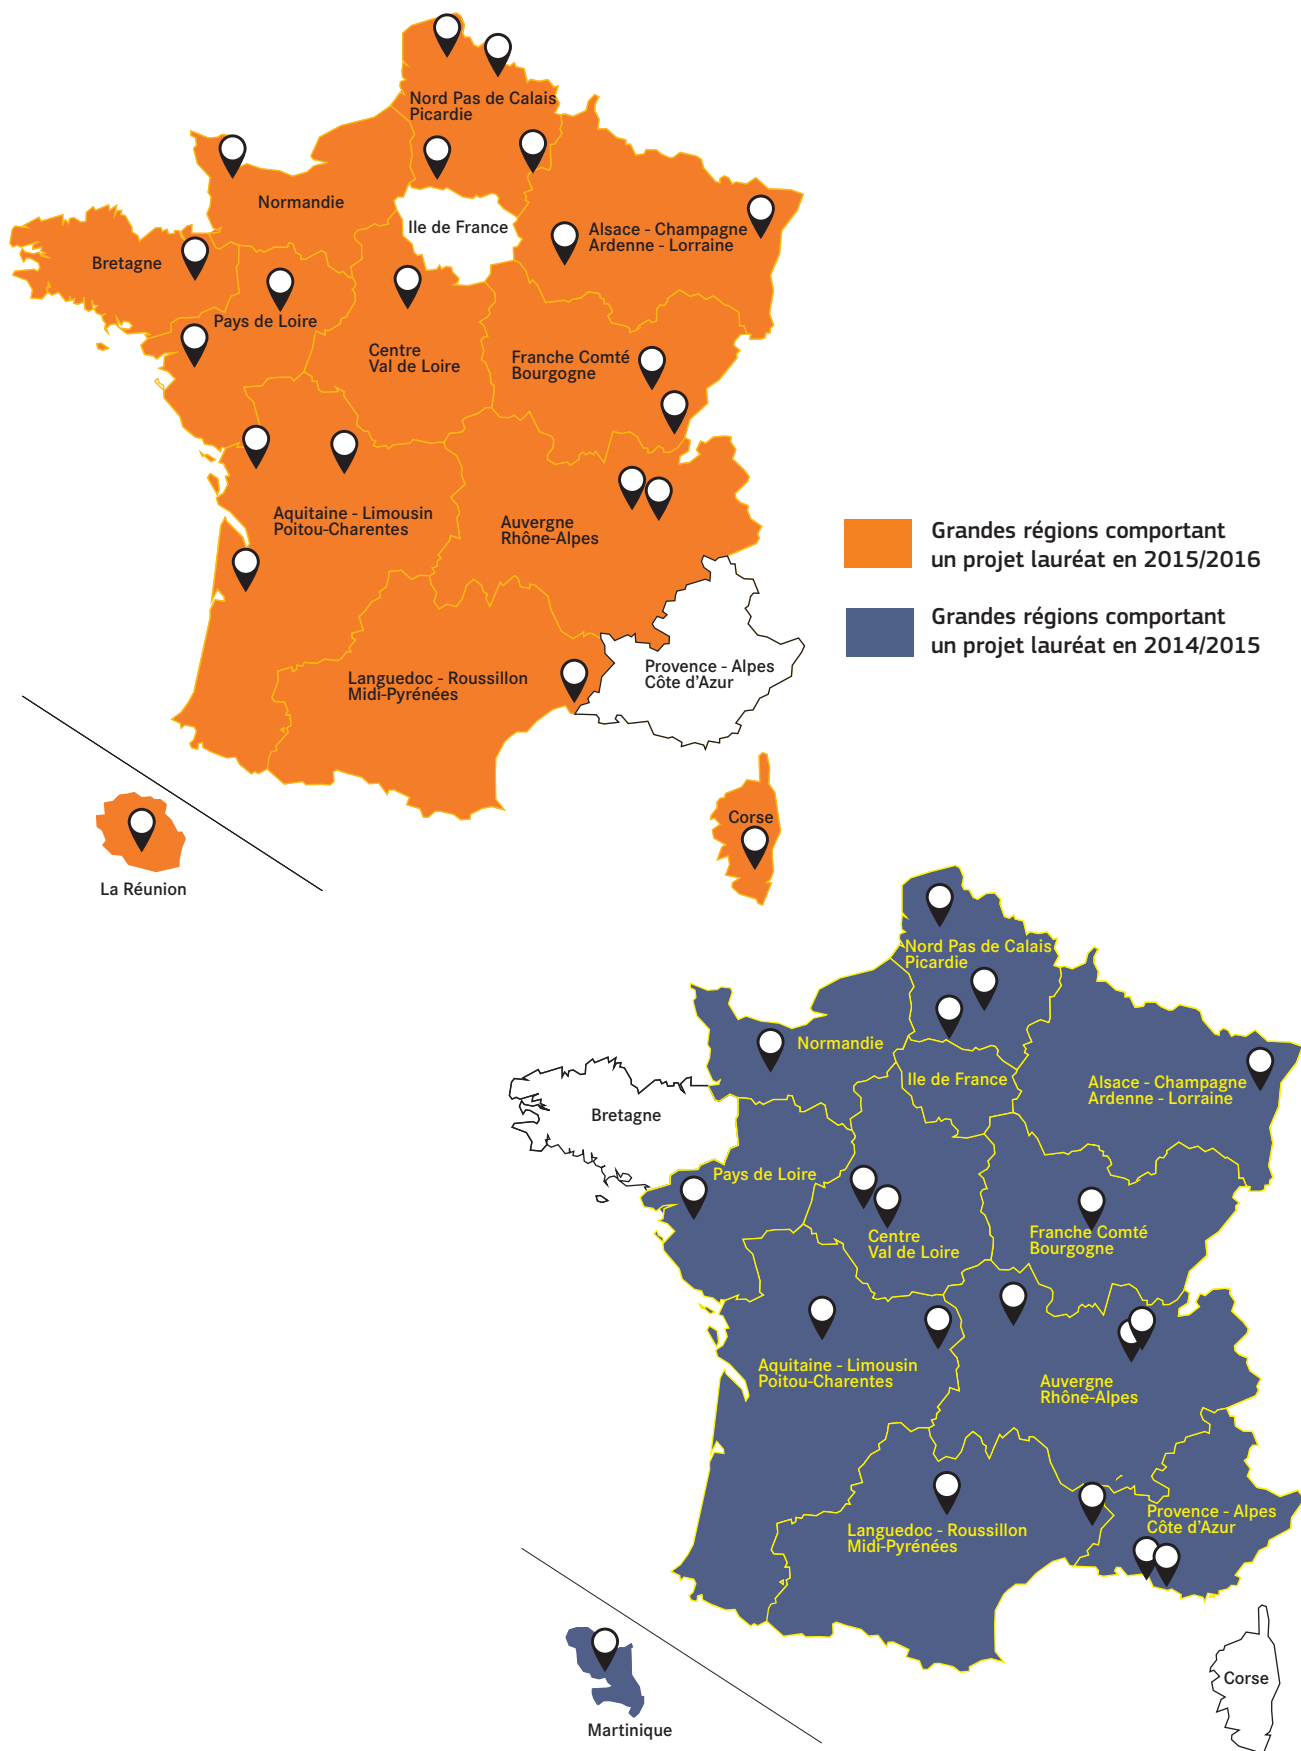 Nord Pas de Calais
Picardie
Normandie
Ile de France
Alsace - Champagne
Ardenne - Lorraine
Bretagne
Pays de Loire
Centre
Val de Loire
Franche Comté
Bourgogne
Aquitaine - Limousin
Poitou-Charentes
Auvergne
Rhône-Alpes
Languedoc - Roussillon
Midi-Pyrénées
Provence - Alpes
Côte d'Azur
Corse
La Réunion
Grandes régions comportant
un projet lauréat en 2015/2016
Grandes régions comportant
un projet lauréat en 2014/2015
Nord Pas de Calais
Picardie
Normandie
Ile de France
Alsace - Champagne
Ardenne - Lorraine
Bretagne
Pays de Loire
Centre
Val de Loire
Franche Comté
Bourgogne
Aquitaine - Limousin
Poitou-Charentes
Auvergne
Rhône-Alpes
Languedoc - Roussillon
Midi-Pyrénées
Provence - Alpes
Côte d'Azur
Corse
Martinique